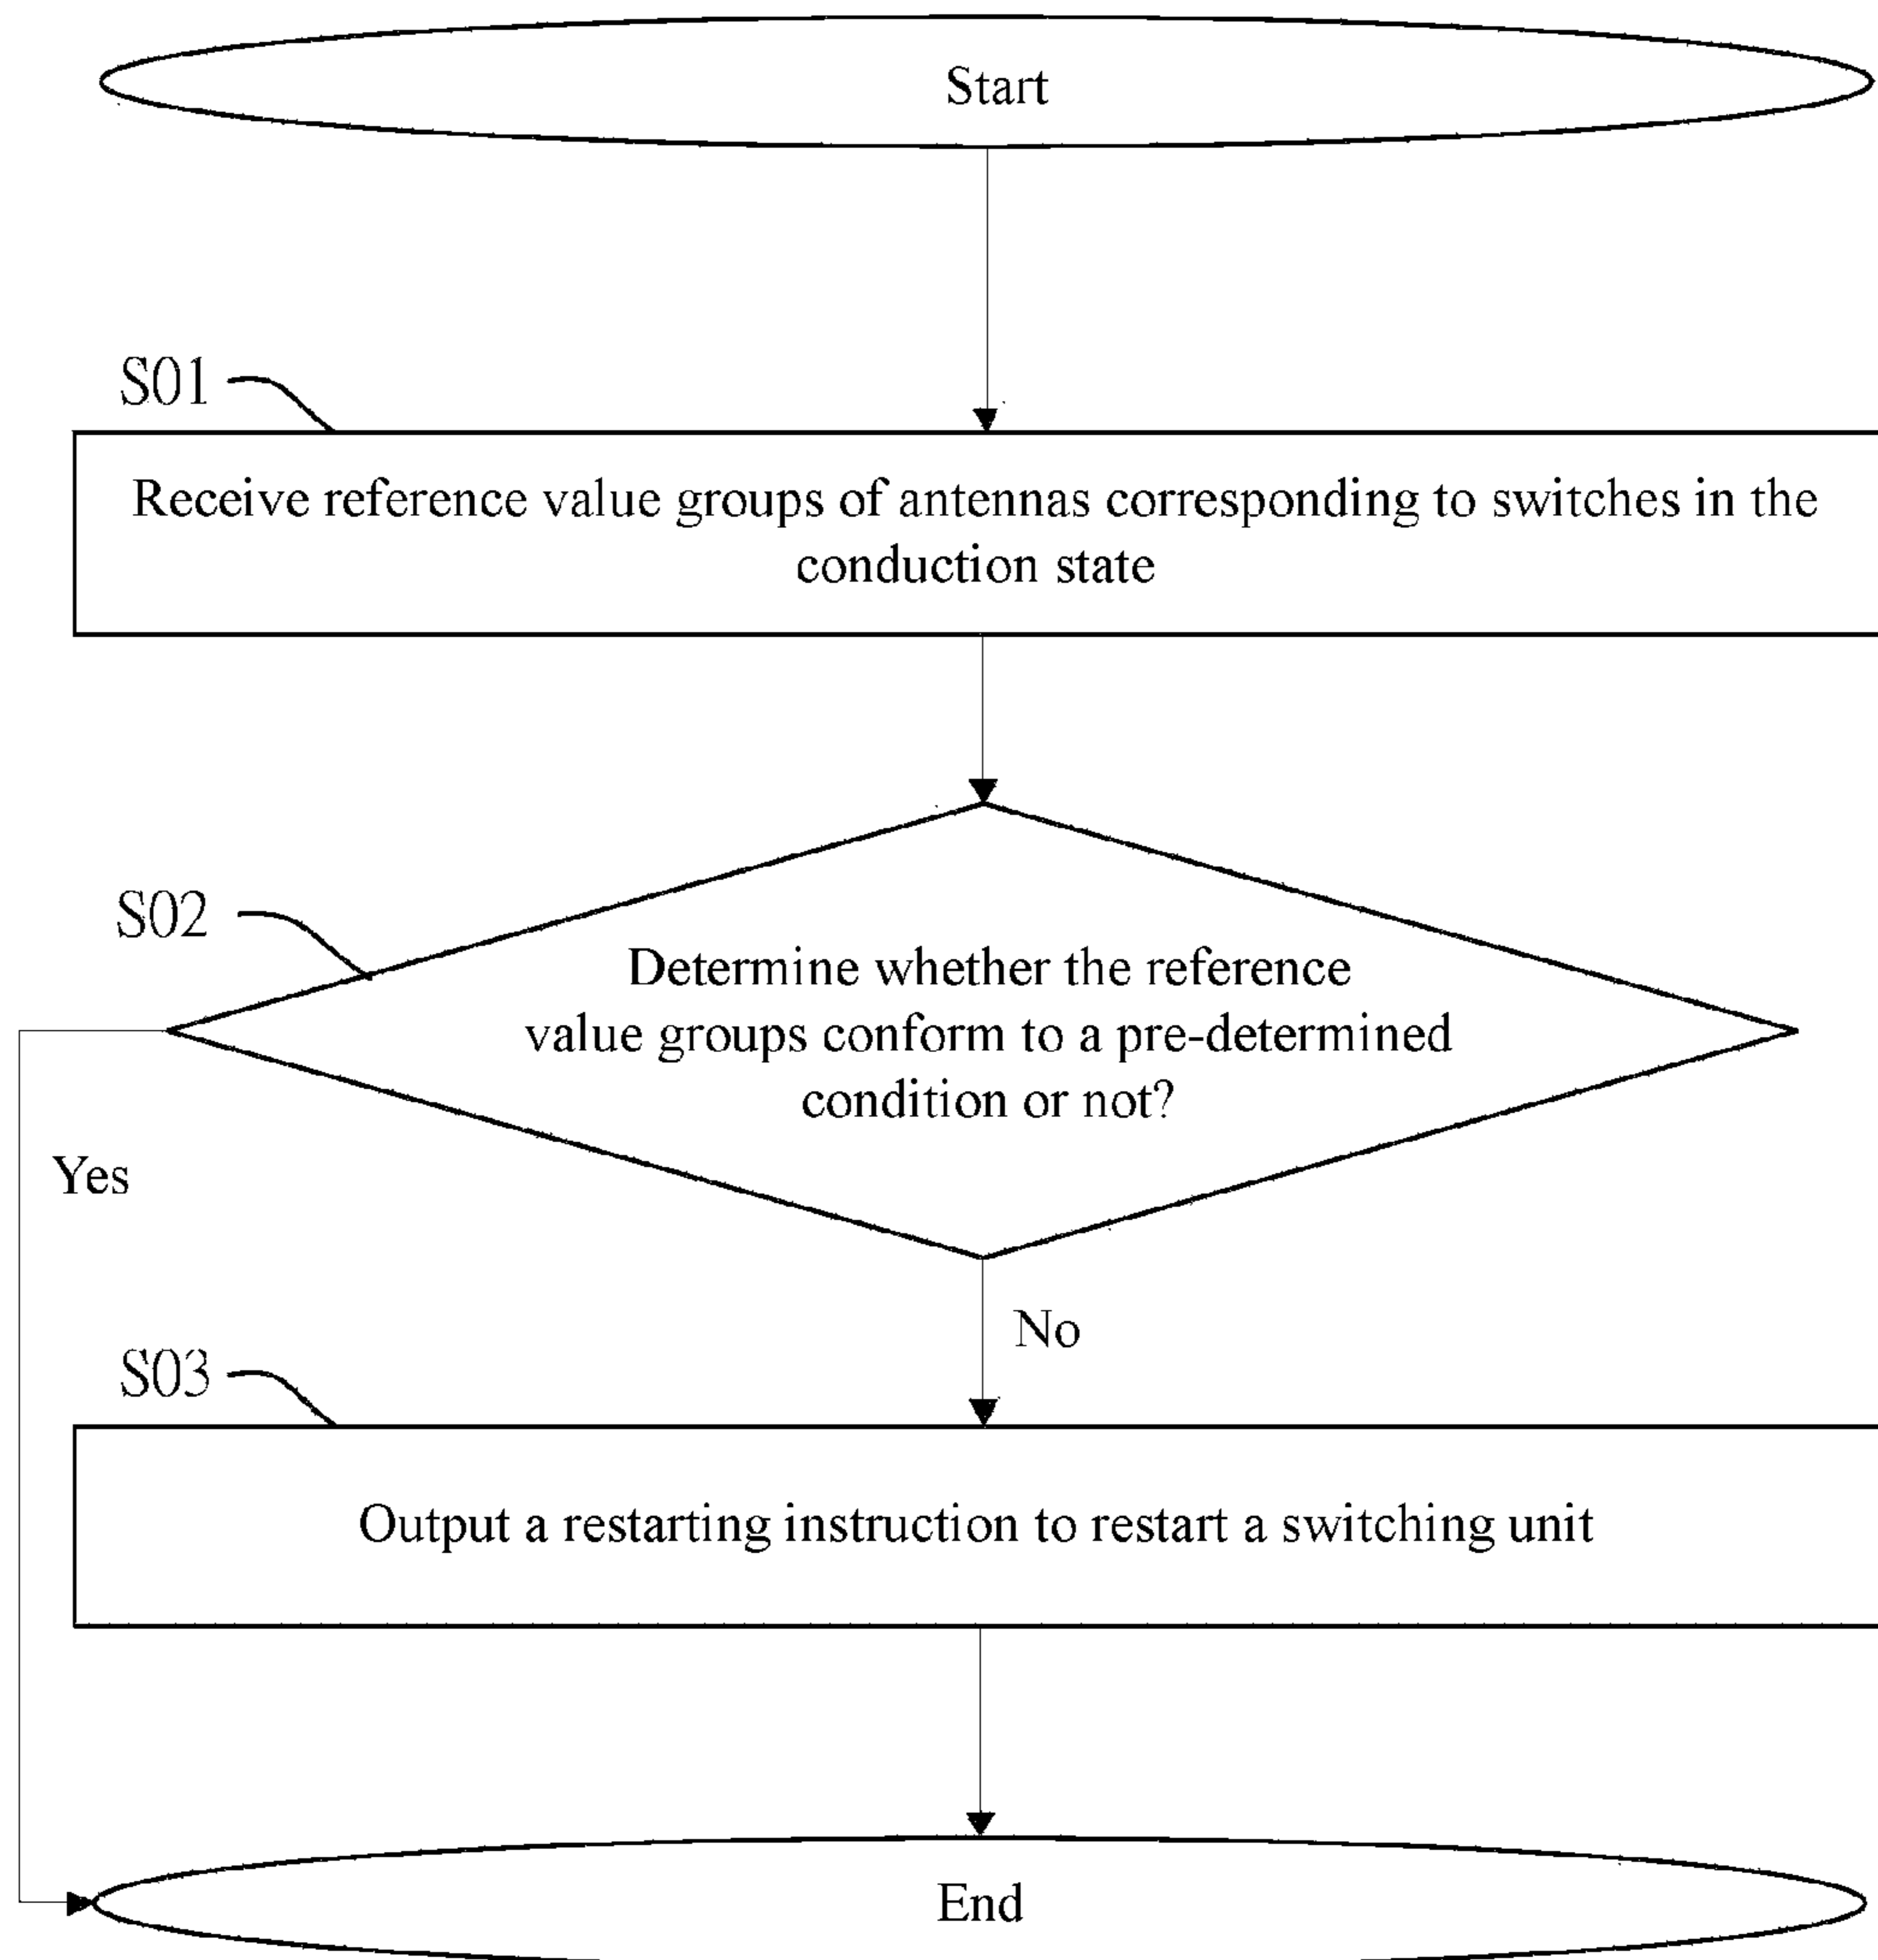 Start
S01
Receive reference value groups of antennas corresponding to switches in the
conduction state
S02
Determine whether the reference
value groups conform to a pre-determined
condition or not?
Yes
No
S03
Output a restarting instruction to restart a switching unit
End